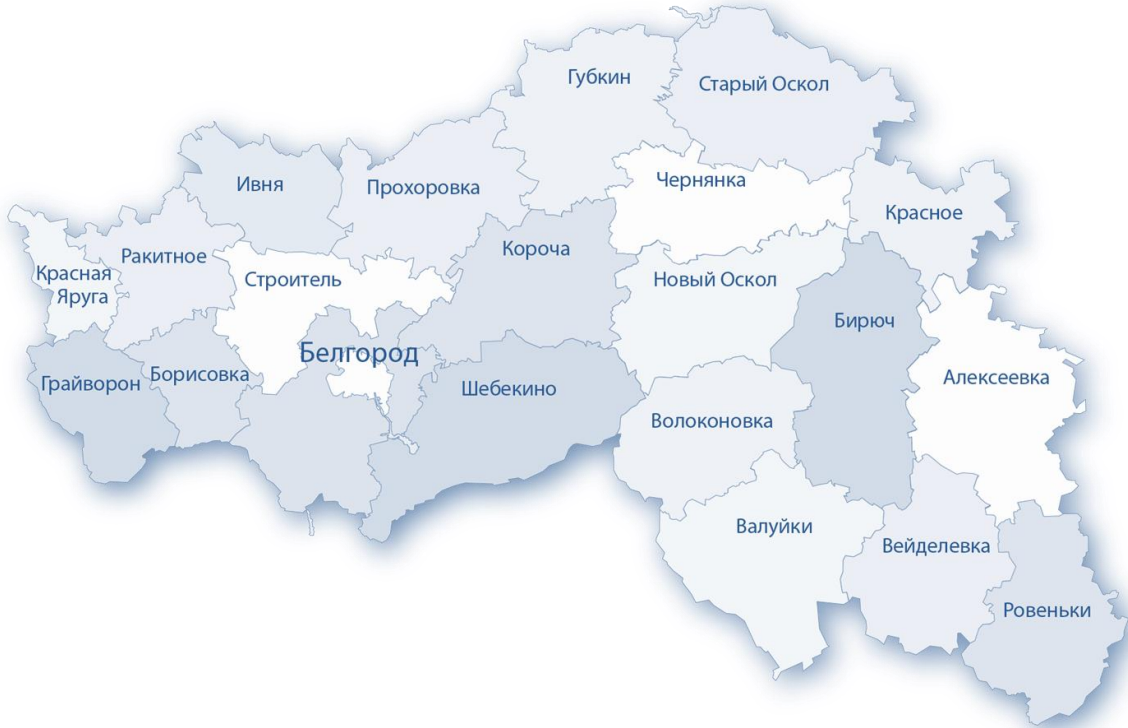 Губкин
Старый Оскол
Ивня
Прохоровка
Чернянка
Красное
Ракитное
Короча
Красная
Яруга
Строитель
Новый Оскол
Бирюч
Белгород
Грайворон
Борисовка
Шебекино
Алексеевка
Волоконовка
Валуйки
Вейделевка
Ровеньки